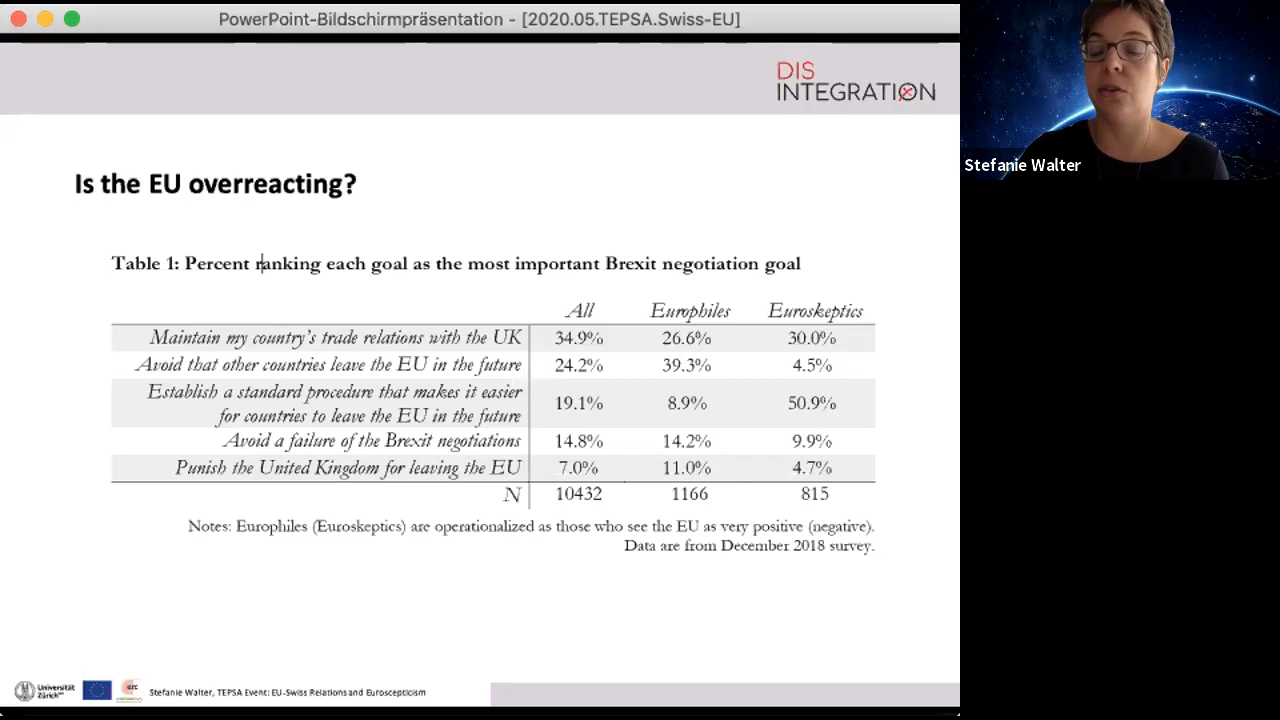 PowerPoint-Bildschirmpräsentation - [2020.05.TEPSA.Swiss-EU]
DIS
INTEGRATION
Stefanie Walter
Is the EU overreacting?
Table 1: Percent ranking each goal as the most important Brexit negotiation goal
All Europhiles Euroskeptics
Maintain my country's trade relations with the UK 34.9% 26.6% 30.0%
Avoid that other countries leave the EU in the future 24.2% 39.3% 4.5%
Establish a standard procedure that makes it easier
for countries to leave the EU in the future 19.1% 8.9% 50.9%
Avoid a failure of the Brexit negotiations 14.8% 14.2% 9.9%
Punish the United Kingdom for leaving the EU 7.0% 11.0% 4.7%
N 10432 1166 815
Notes: Europhiles (Euroskeptics) are operationalized as those who see the EU as very positive (negative).
Data are from December 2018 survey.
Universität
Zürich
erc
Stefanie Walter, TEPSA Event: EU-Swiss Relations and Euroscepticism